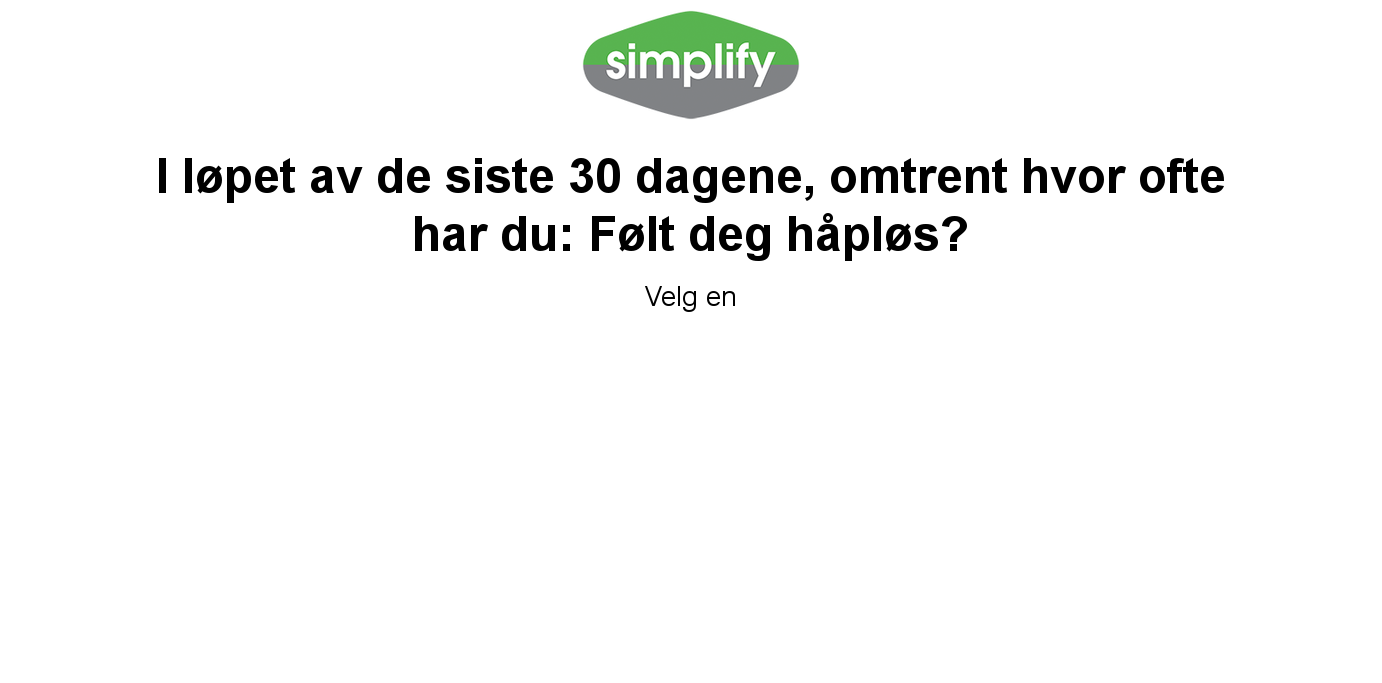 simplify
I løpet av de siste 30 dagene, omtrent hvor ofte
har du: Følt deg håpløs?
Velg en